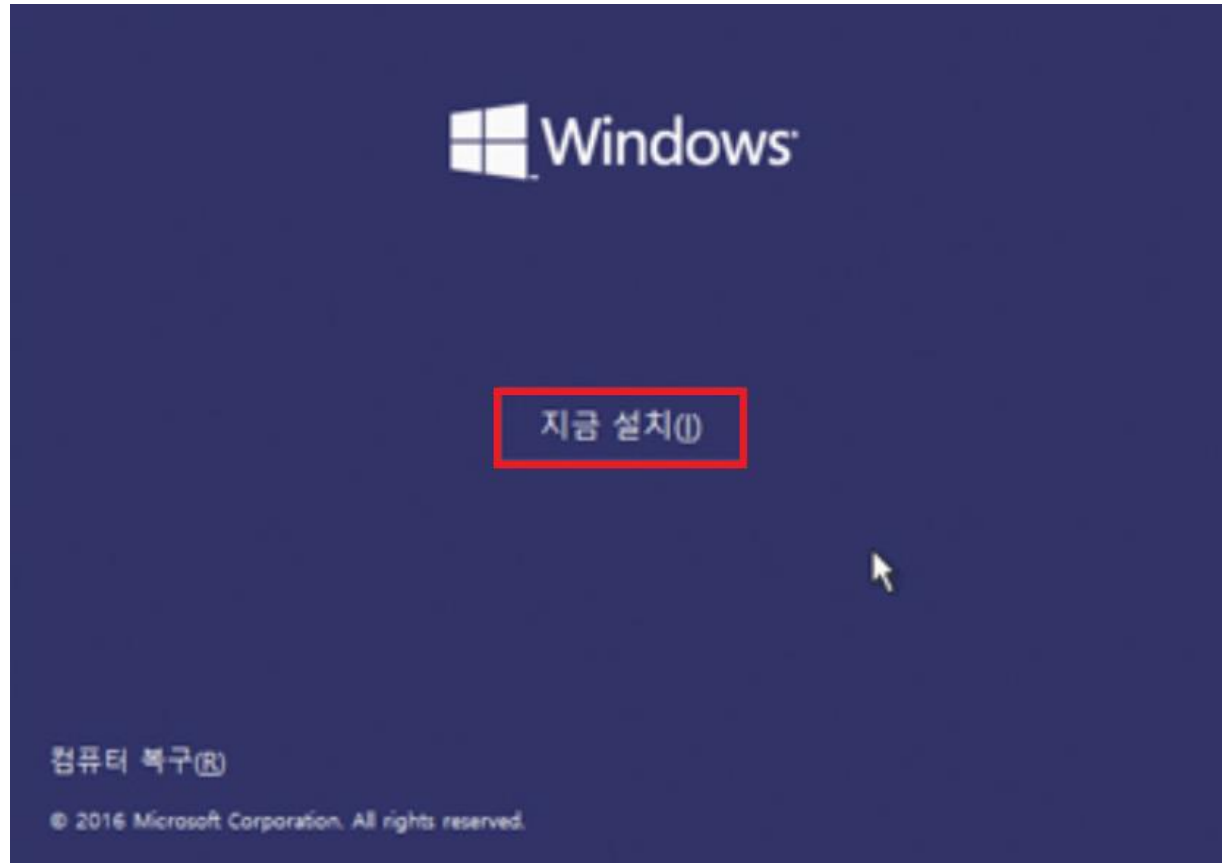 Windows
지금 설치(I)
컴퓨터 복구(R)
© 2016 Microsoft Corporation. All rights reserved.